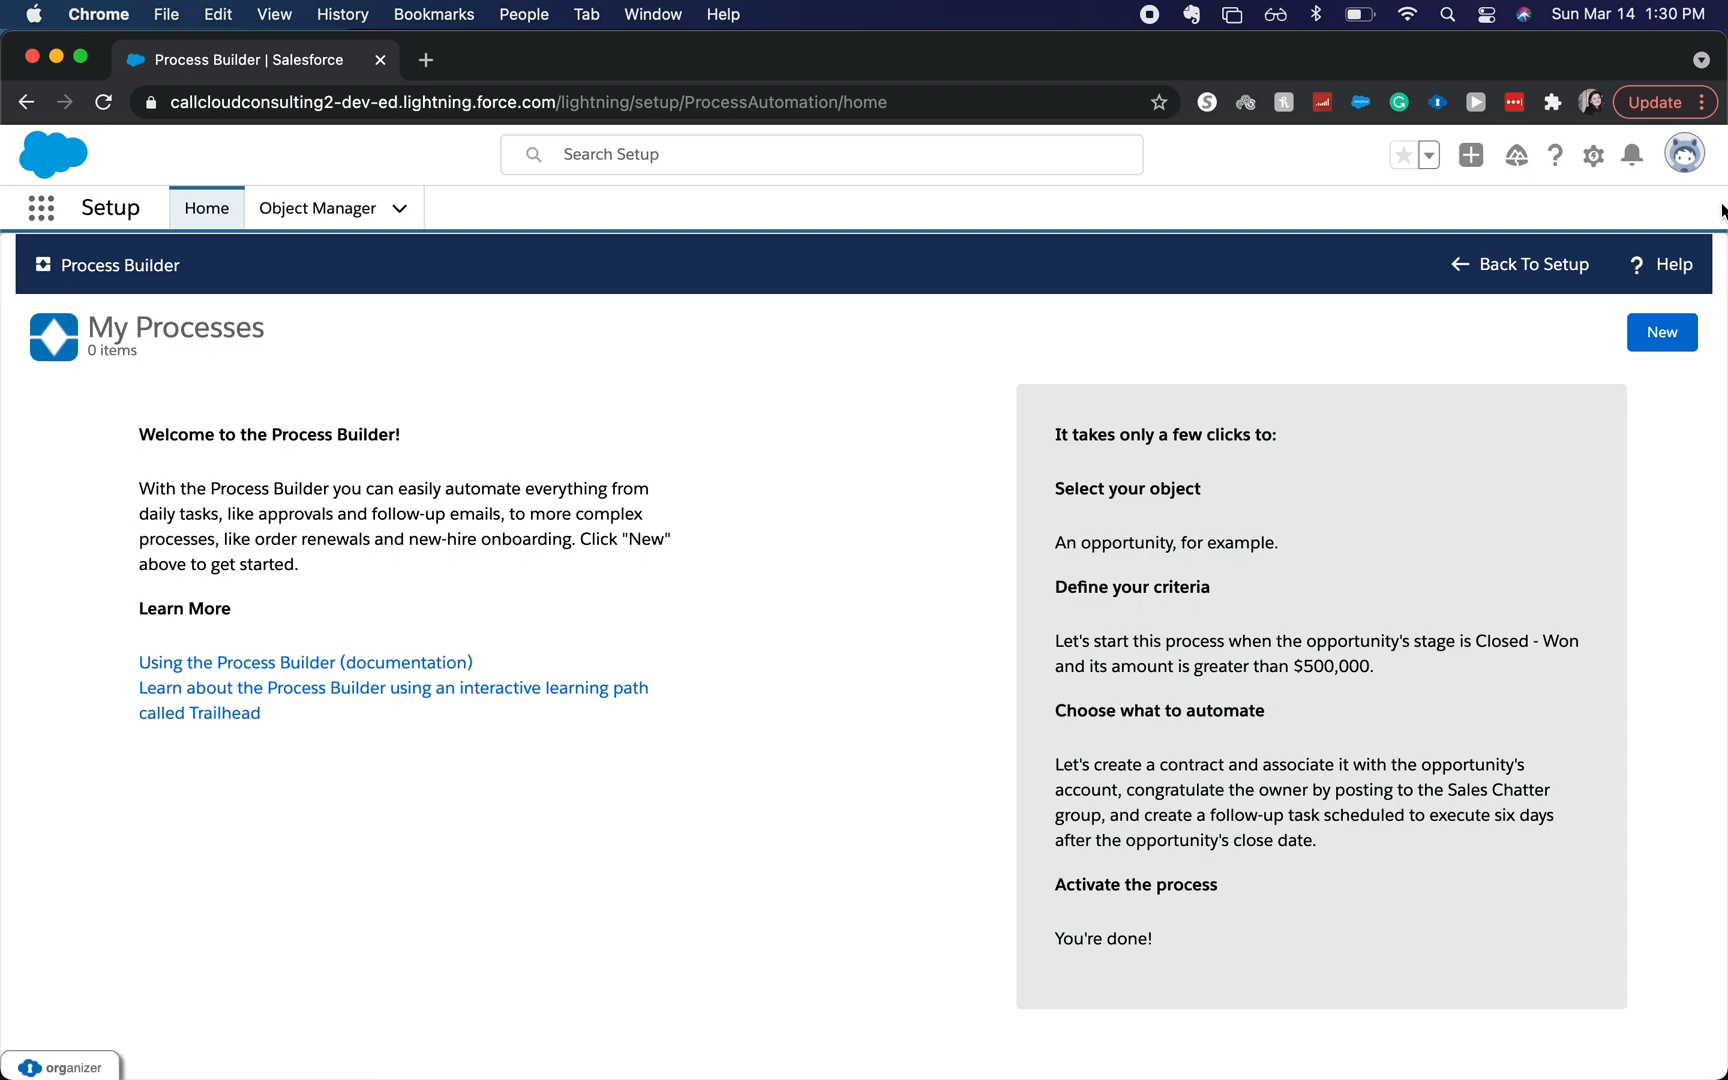 Chrome File Edit View History Bookmarks People Tab Window Help Sun Mar 14 1:30 PM
Process Builder | Salesforce
callcloudconsulting2-dev-ed.lightning.force.com/lightning/setup/ProcessAutomation/home Update
Search Setup
Setup Home Object Manager
Process Builder Back To Setup ? Help
My Processes
0 items
New
Welcome to the Process Builder!
With the Process Builder you can easily automate everything from
daily tasks, like approvals and follow-up emails, to more complex
processes, like order renewals and new-hire onboarding. Click "New"
above to get started.
Learn More
Using the Process Builder (documentation)
Learn about the Process Builder using an interactive learning path
called Trailhead
It takes only a few clicks to:
Select your object
An opportunity, for example.
Define your criteria
Let's start this process when the opportunity's stage is Closed - Won
and its amount is greater than $500,000.
Choose what to automate
Let's create a contract and associate it with the opportunity's
account, congratulate the owner by posting to the Sales Chatter
group, and create a follow-up task scheduled to execute six days
after the opportunity's close date.
Activate the process
You're done!
organizer